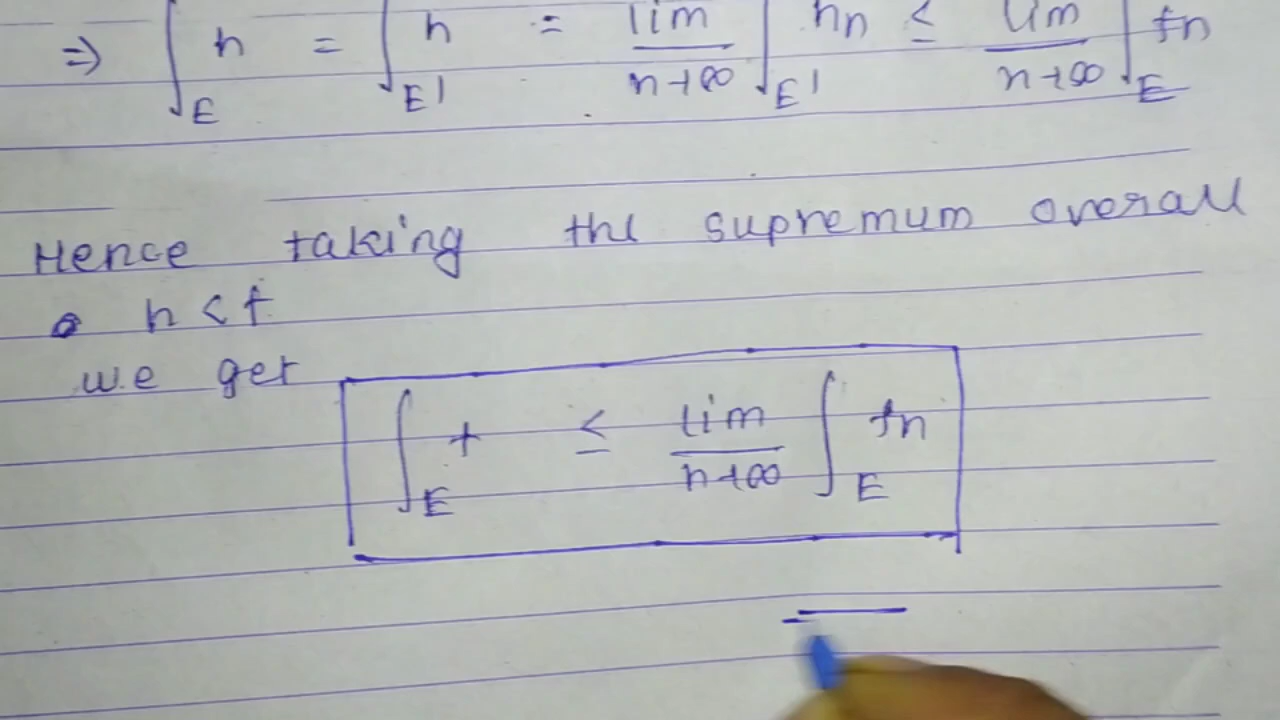 ⇒ ∫_E h = ∫_E' h = lim_{n→∞} ∫_E' hn ≤ lim_{n→∞} ∫_E fn
Hence taking the supremum overall
h < f
we get
∫_E f ≤ lim_{n→∞} ∫_E fn